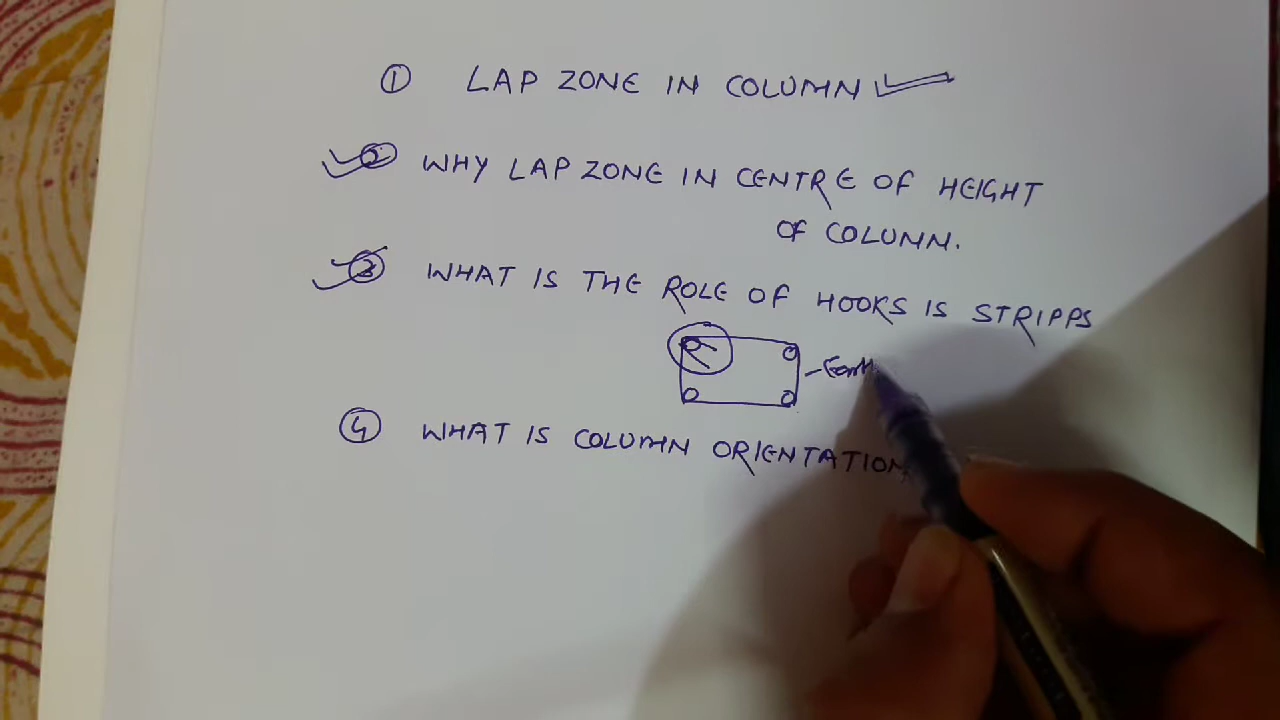 ① LAP ZONE IN COLUMN
② WHY LAP ZONE IN CENTRE OF HEIGHT
OF COLUMN.
③ WHAT IS THE ROLE OF HOOKS IS STRIPPS
④ WHAT IS COLUMN ORIENTATION